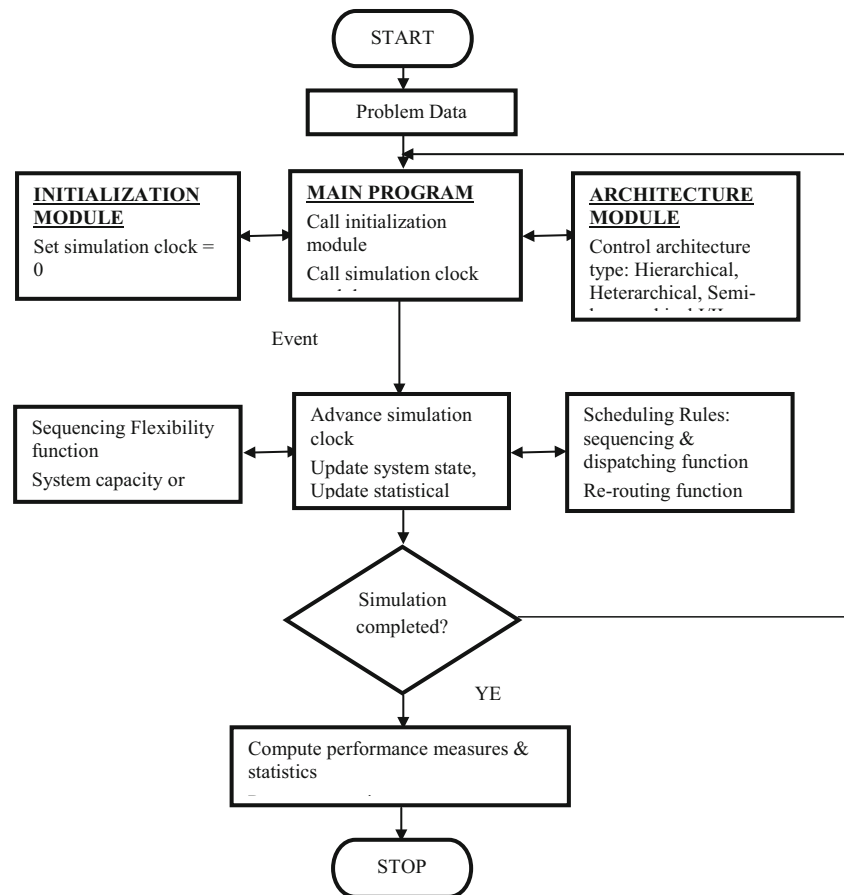 START
Problem Data
INITIALIZATION
MODULE
Set simulation clock =
0
MAIN PROGRAM
Call initialization
module
Call simulation clock
ARCHITECTURE
MODULE
Control architecture
type: Hierarchical,
Heterarchical, Semi-
Event
Sequencing Flexibility
function
System capacity or
Advance simulation
clock
Update system state,
Update statistical
Scheduling Rules:
sequencing &
dispatching function
Re-routing function
Simulation
completed?
YE
Compute performance measures &
statistics
STOP